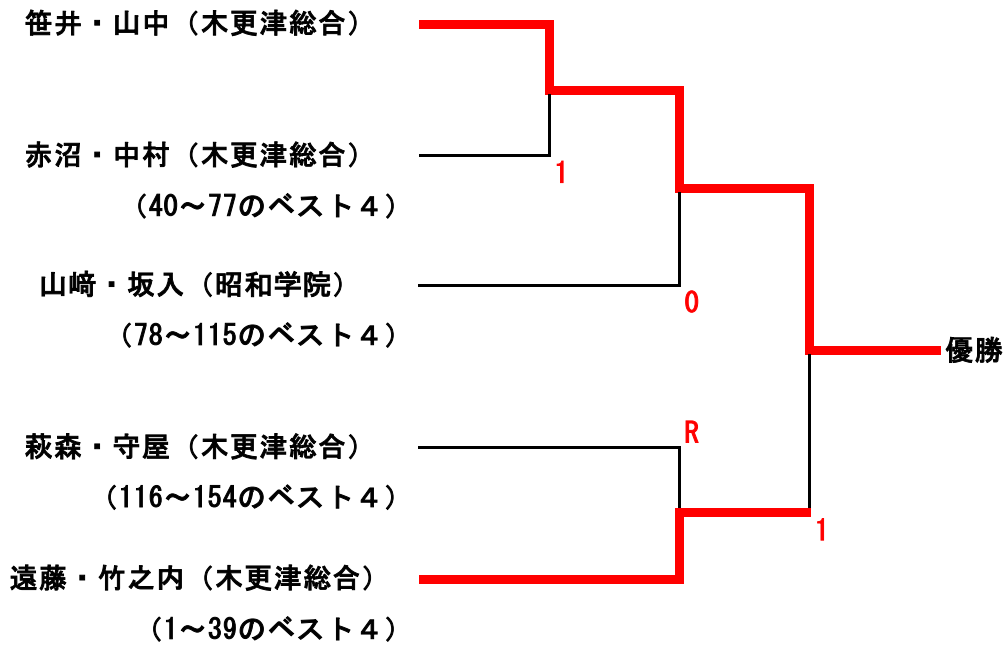 笹井・山中（木更津総合）
赤沼・中村（木更津総合）
1
（40～77のベスト４）
山﨑・坂入（昭和学院）
0
（78～115のベスト４）
優勝
R
萩森・守屋（木更津総合）
（116～154のベスト４）
1
遠藤・竹之内（木更津総合）
（1～39のベスト４）